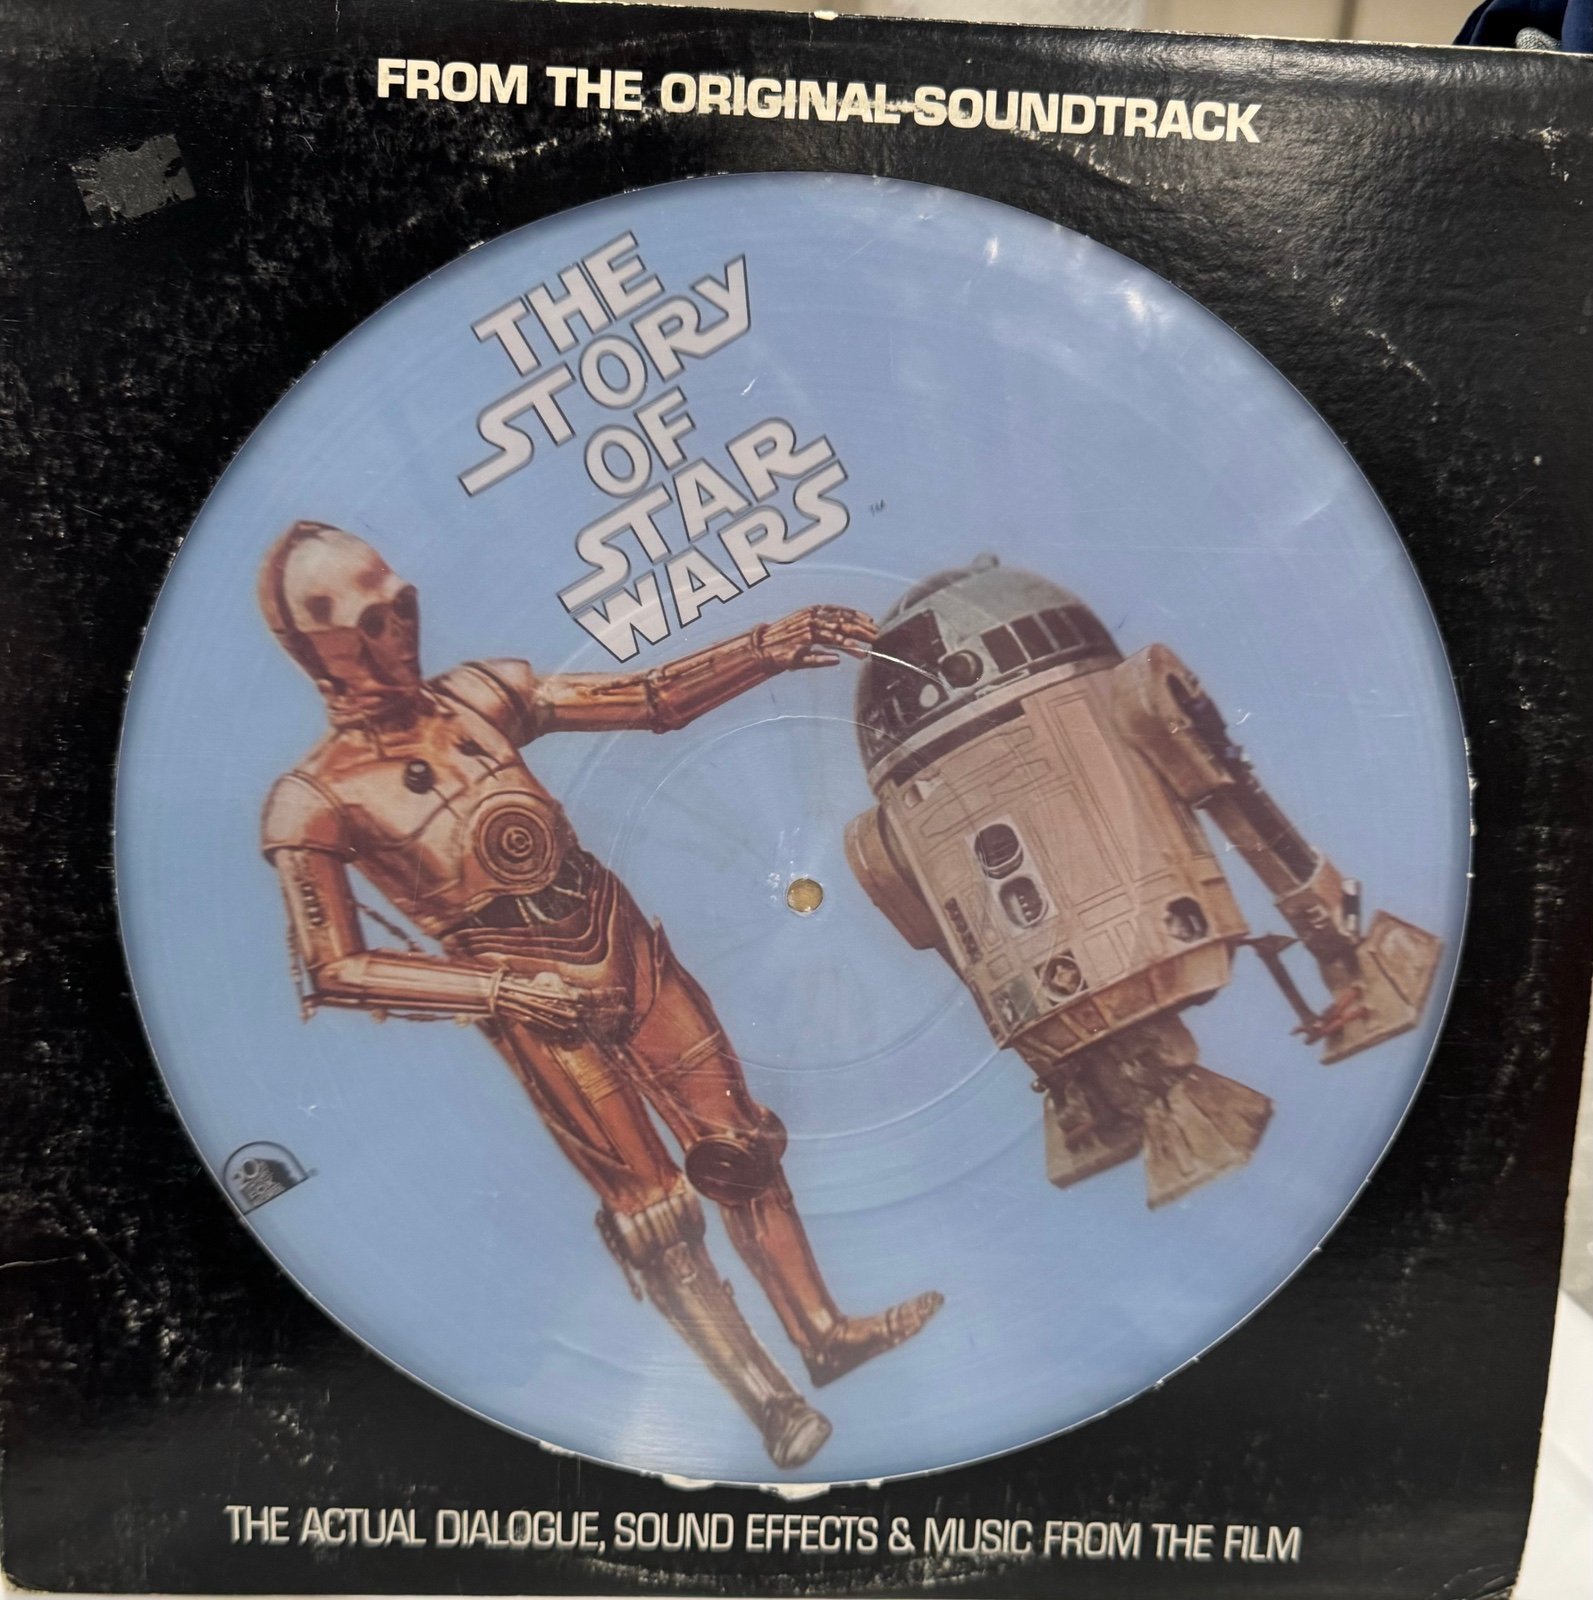 FROM THE ORIGINAL SOUNDTRACK
THE
STORY
OF
STAR
WARS
THE ACTUAL DIALOGUE, SOUND EFFECTS & MUSIC FROM THE FILM